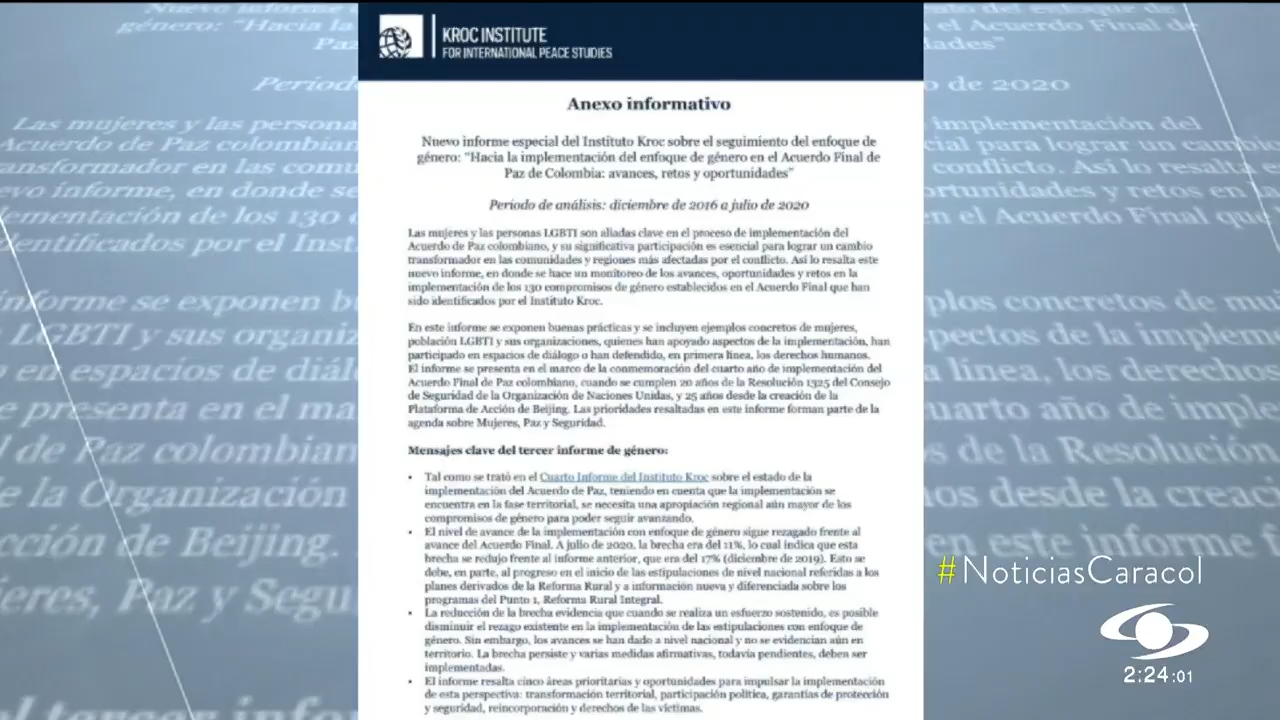 KROC INSTITUTE
FOR INTERNATIONAL PEACE STUDIES
Anexo informativo
Nuevo informe especial del Instituto Kroc sobre el seguimiento del enfoque de
género: "Hacia la implementación del enfoque de género en el Acuerdo Final de
Paz de Colombia: avances, retos y oportunidades"
Periodo de análisis: diciembre de 2016 a julio de 2020
Las mujeres y las personas LGBTI son aliadas clave en el proceso de implementación del
Acuerdo de Paz colombiano, y su significativa participación es esencial para lograr un cambio
transformador en las comunidades y regiones más afectadas por el conflicto. Así lo resalta este
nuevo informe, en donde se hace un monitoreo de los avances, oportunidades y retos en la
implementación de los 130 compromisos de género establecidos en el Acuerdo Final que han
sido identificados por el Instituto Kroc.
En este informe se exponen buenas prácticas y se incluyen ejemplos concretos de mujeres,
población LGBTI y sus organizaciones, quienes han apoyado aspectos de la implementación, han
participado en espacios de diálogo o han defendido, en primera línea, los derechos humanos.
El informe se presenta en el marco de la conmemoración del cuarto año de implementación del
Acuerdo Final de Paz colombiano, cuando se cumplen 20 años de la Resolución 1325 del Consejo
de Seguridad de la Organización de Naciones Unidas, y 25 años desde la creación de la
Plataforma de Acción de Beijing. Las prioridades resaltadas en este informe forman parte de la
agenda sobre Mujeres, Paz y Seguridad.
Mensajes clave del tercer informe de género:
• Tal como se trató en el Cuarto Informe del Instituto Kroc sobre el estado de la
implementación del Acuerdo de Paz, teniendo en cuenta que la implementación se
encuentra en la fase territorial, se necesita una apropiación regional aún mayor de los
compromisos de género para poder seguir avanzando.
• El nivel de avance de la implementación con enfoque de género sigue rezagado frente al
avance del Acuerdo Final. A julio de 2020, la brecha era del 11%, lo cual indica que esta
brecha se redujo frente al informe anterior, que era del 17% (diciembre de 2019). Esto se
debe, en parte, al progreso en el inicio de las estipulaciones de nivel nacional referidas a los
planes derivados de la Reforma Rural y a información nueva y diferenciada sobre los
programas del Punto 1, Reforma Rural Integral.
• La reducción de la brecha evidencia que cuando se realiza un esfuerzo sostenido, es posible
disminuir el rezago existente en la implementación de las estipulaciones con enfoque de
género. Sin embargo, los avances se han dado a nivel nacional y no se evidencian aún en
territorio. La brecha persiste y varias medidas afirmativas, todavía pendientes, deben ser
implementadas.
• El informe resalta cinco áreas prioritarias y oportunidades para impulsar la implementación
de esta perspectiva: transformación territorial, participación política, garantías de protección
y seguridad, reincorporación y derechos de las víctimas.
#NoticiasCaracol
2:24:01